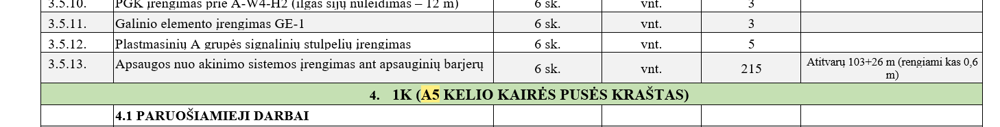 3.5.10. PGK įrengimas prie A-W4-H2 (ilgas sijų nuleidimas – 12 m) 6 sk. vnt. 3
3.5.11. Galinio elemento įrengimas GE-1 6 sk. vnt. 3
3.5.12. Plastmasinių A grupės signalinių stulpelių įrengimas 6 sk. vnt. 5
3.5.13. Apsaugos nuo akinimo sistemos įrengimas ant apsauginių barjerų 6 sk. vnt. 215 Atitvarų 103+26 m (rengiami kas 0,6
m)
4. 1K (A5 KELIO KAIRĖS PUSĖS KRAŠTAS)
4.1 PARUOŠIAMIEJI DARBAI